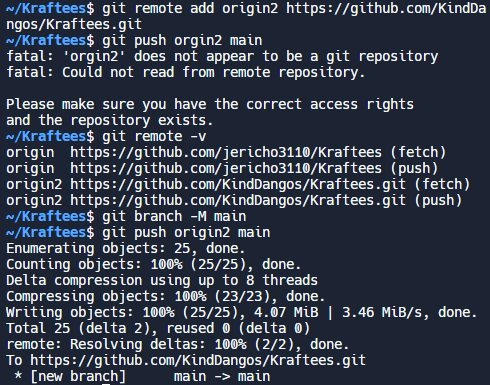 ~/Kraftees$ git remote add origin2 https://github.com/KindDa
ngos/Kraftees.git
~/Kraftees$ git push orgin2 main
fatal: 'orgin2' does not appear to be a git repository
fatal: Could not read from remote repository.

Please make sure you have the correct access rights
and the repository exists.
~/Kraftees$ git remote -v
origin  https://github.com/jericho3110/Kraftees (fetch)
origin  https://github.com/jericho3110/Kraftees (push)
origin2 https://github.com/KindDangos/Kraftees.git (fetch)
origin2 https://github.com/KindDangos/Kraftees.git (push)
~/Kraftees$ git branch -M main
~/Kraftees$ git push origin2 main
Enumerating objects: 25, done.
Counting objects: 100% (25/25), done.
Delta compression using up to 8 threads
Compressing objects: 100% (23/23), done.
Writing objects: 100% (25/25), 4.07 MiB | 3.46 MiB/s, done.
Total 25 (delta 2), reused 0 (delta 0)
remote: Resolving deltas: 100% (2/2), done.
To https://github.com/KindDangos/Kraftees.git
 * [new branch]      main -> main